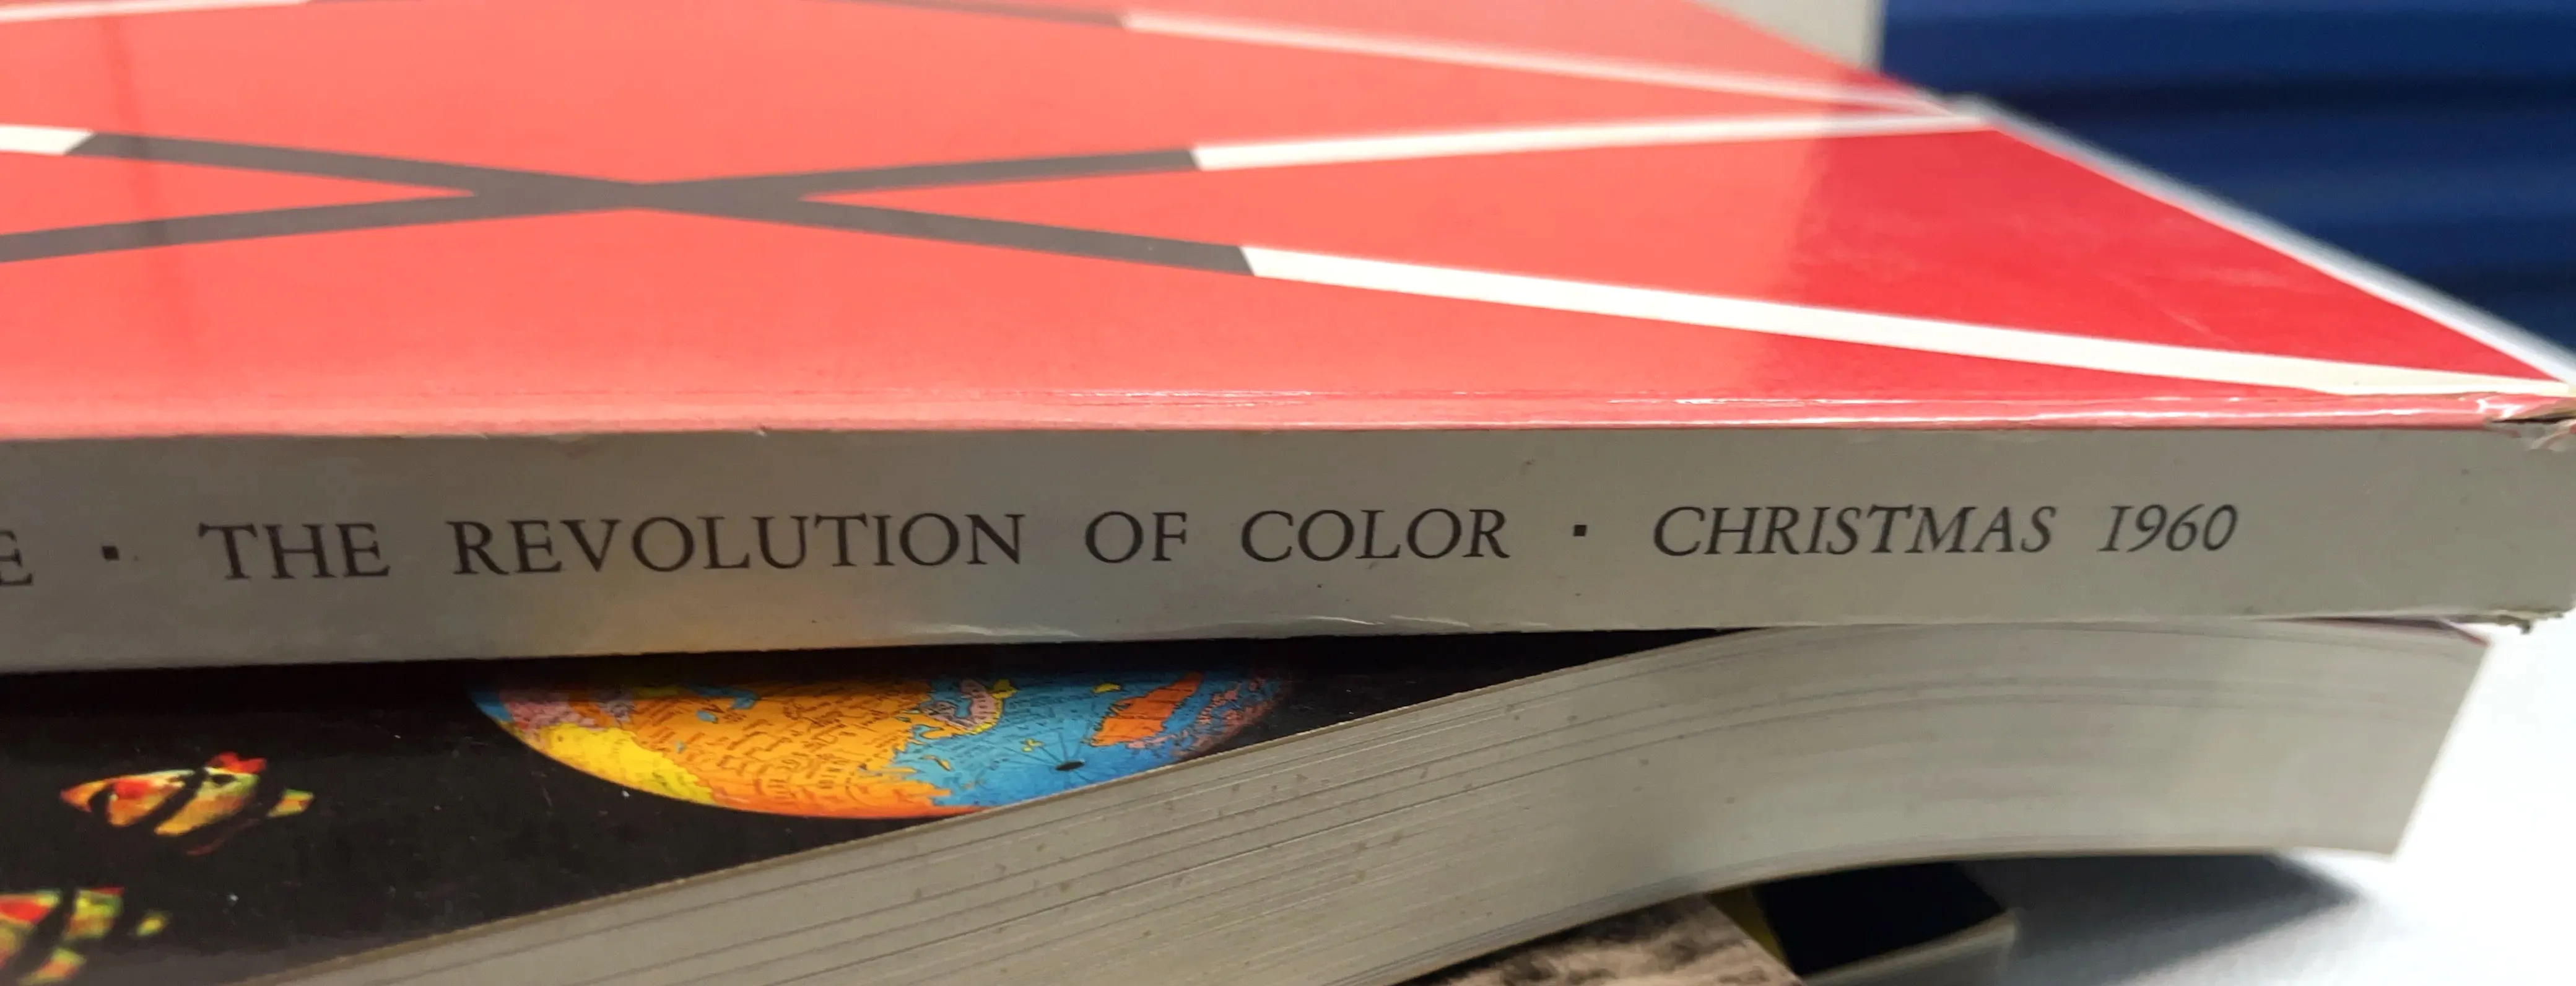 E ▪ THE REVOLUTION OF COLOR ▪ CHRISTMAS 1960